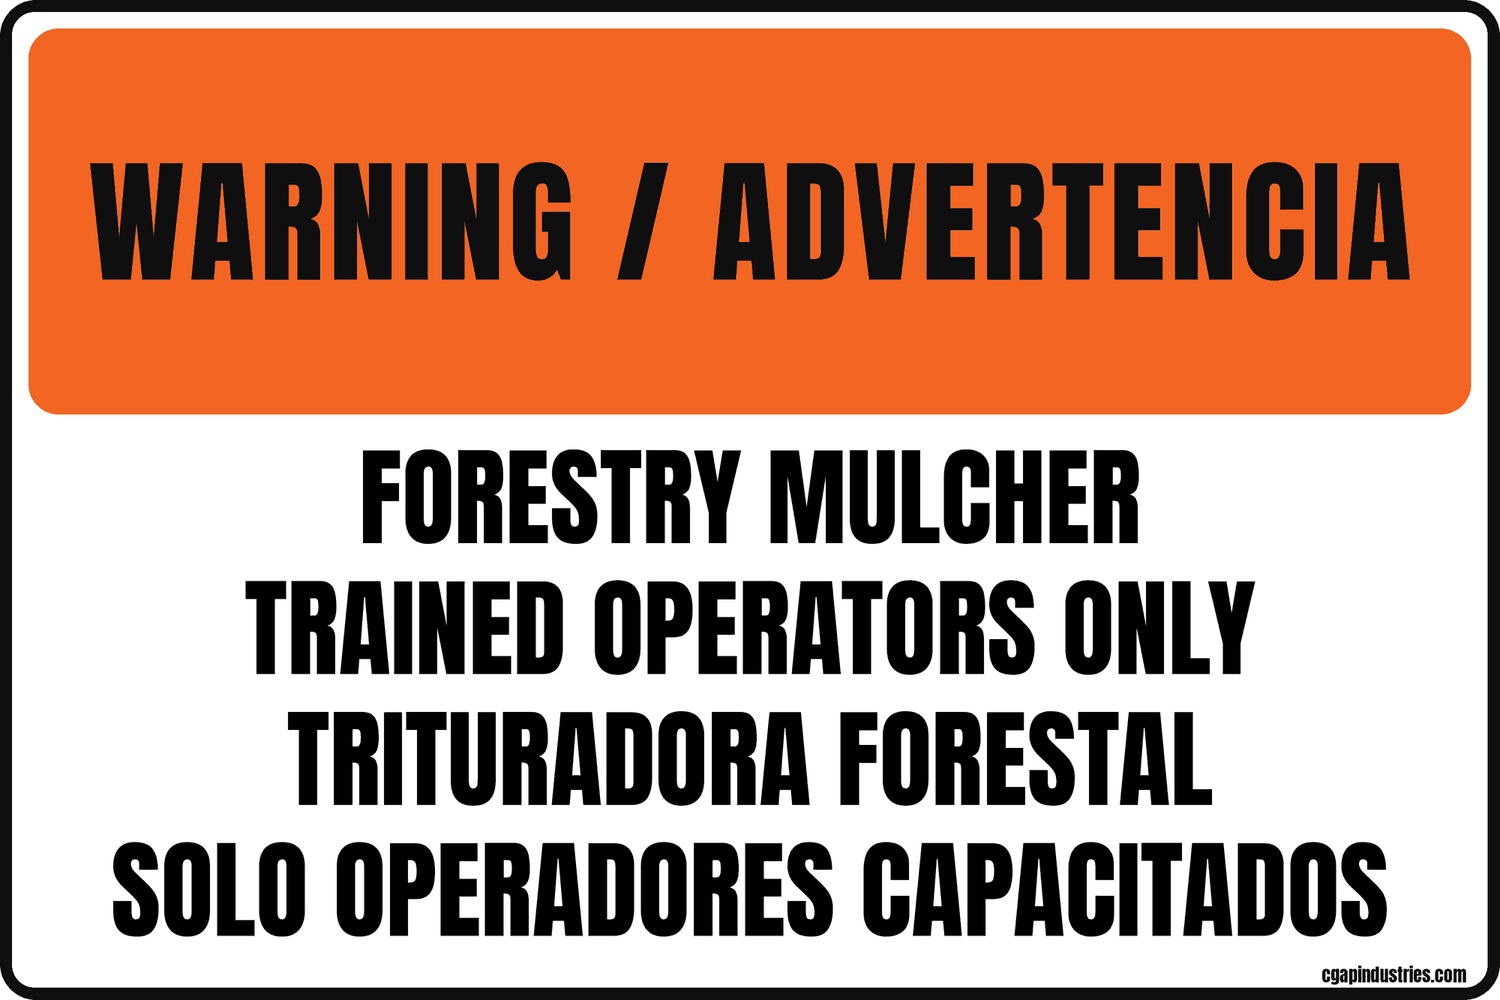 WARNING / ADVERTENCIA
FORESTRY MULCHER
TRAINED OPERATORS ONLY
TRITURADORA FORESTAL
SOLO OPERADORES CAPACITADOS
cgapindustries.com